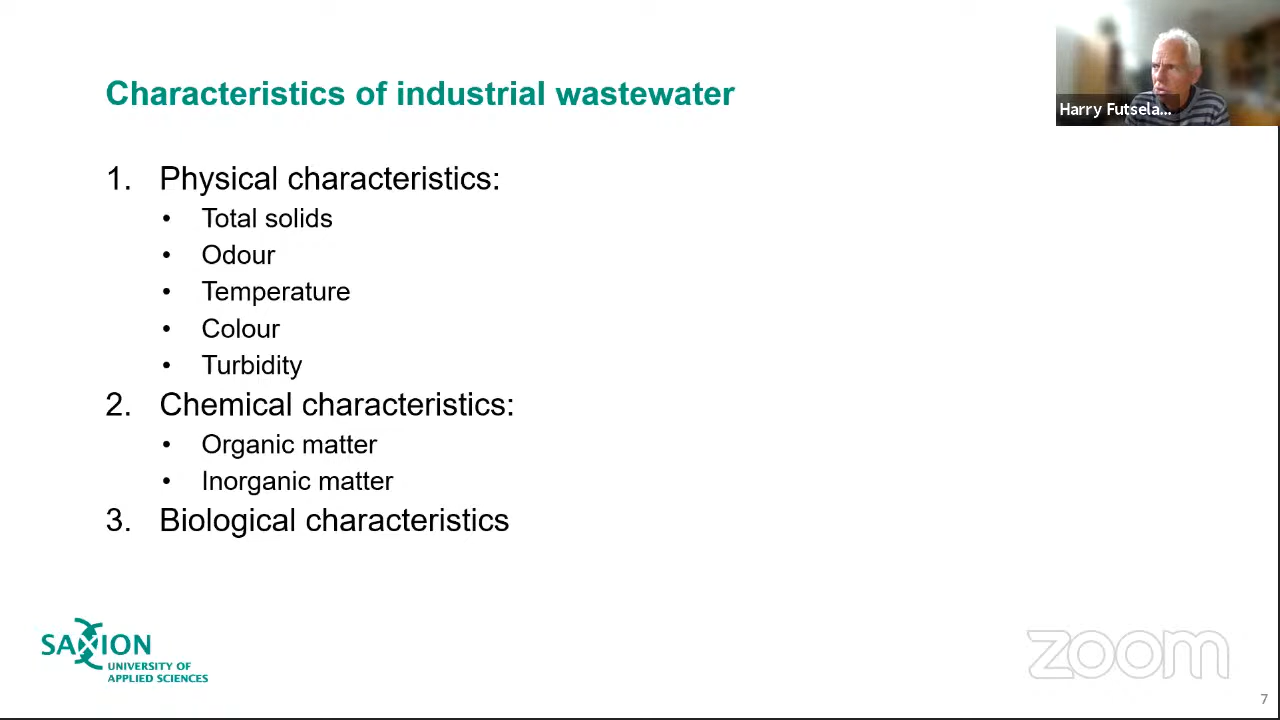 Characteristics of industrial wastewater
Harry Futsela...
1. Physical characteristics:
• Total solids
• Odour
• Temperature
• Colour
• Turbidity
2. Chemical characteristics:
• Organic matter
• Inorganic matter
3. Biological characteristics
SAXION
UNIVERSITY OF
APPLIED SCIENCES
zoom
7